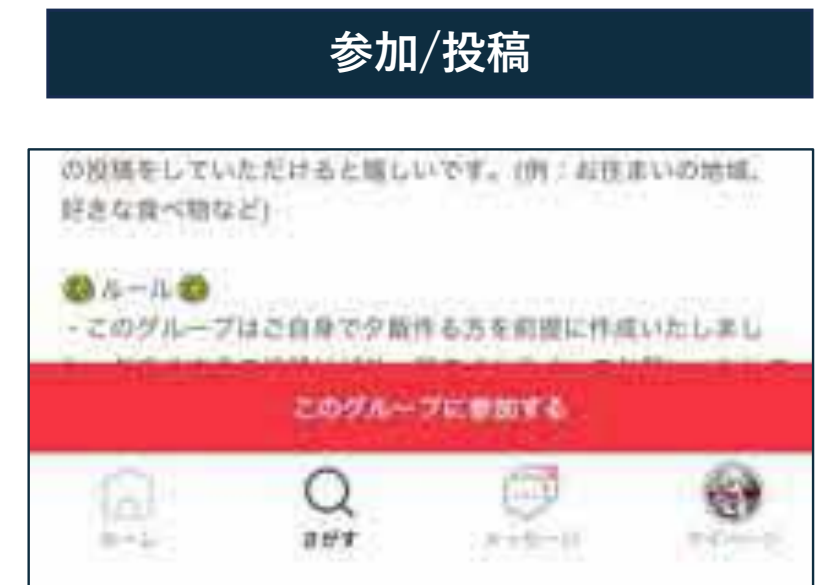 参加/投稿
の投稿をしていただけると嬉しいです。(例：お住まいの地域、
好きな食べ物など)
ルール
- このグループはご自身で夕飯作る方を前提に作成いたしまし
このグループに参加する
ホーム
さがす
メッセージ
マイページ